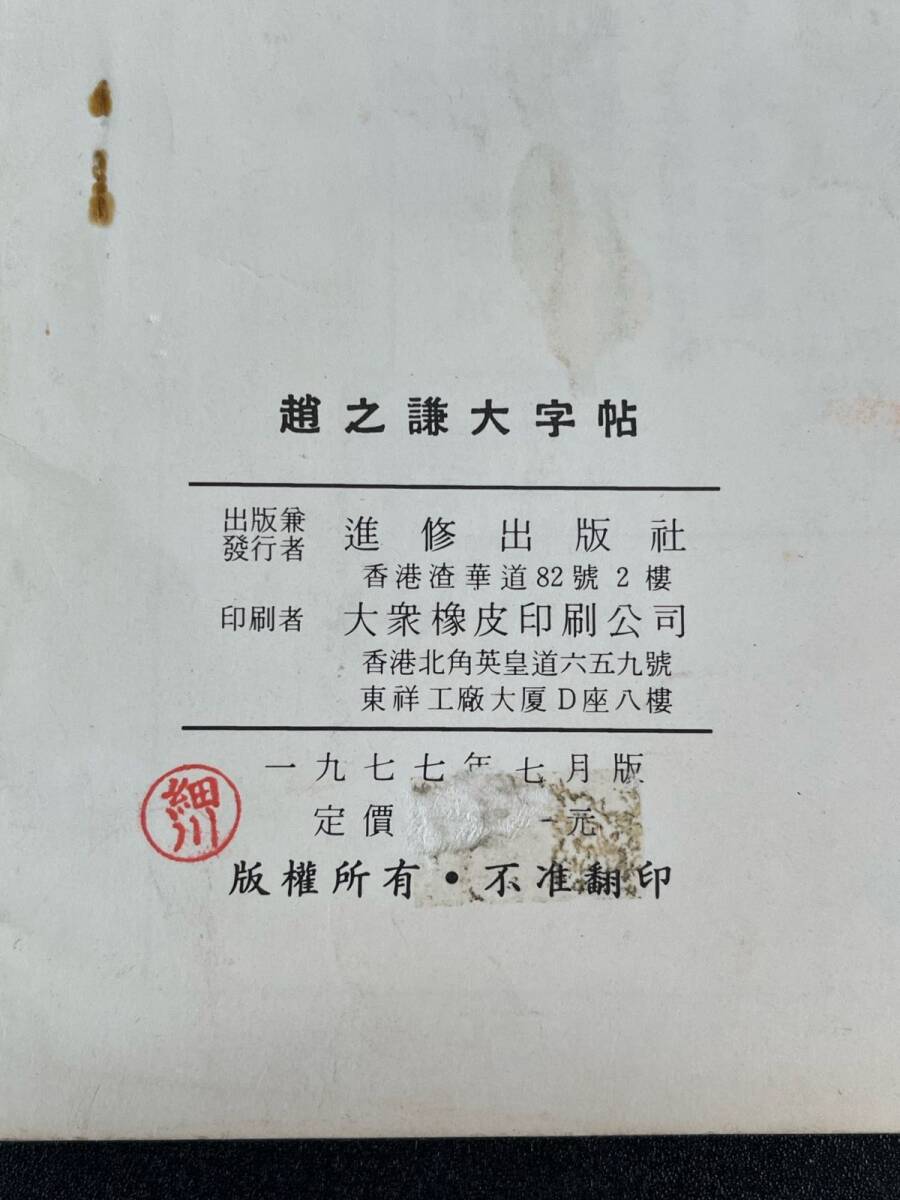 趙之謙大字帖
出版兼
發行者
進修出版社
香港渣華道82號2樓
印刷者 大衆橡皮印刷公司
香港北角英皇道六五九號
東祥工廠大厦D座八樓
一九七七年七月版
定價 元
版權所有・不准翻印
細川